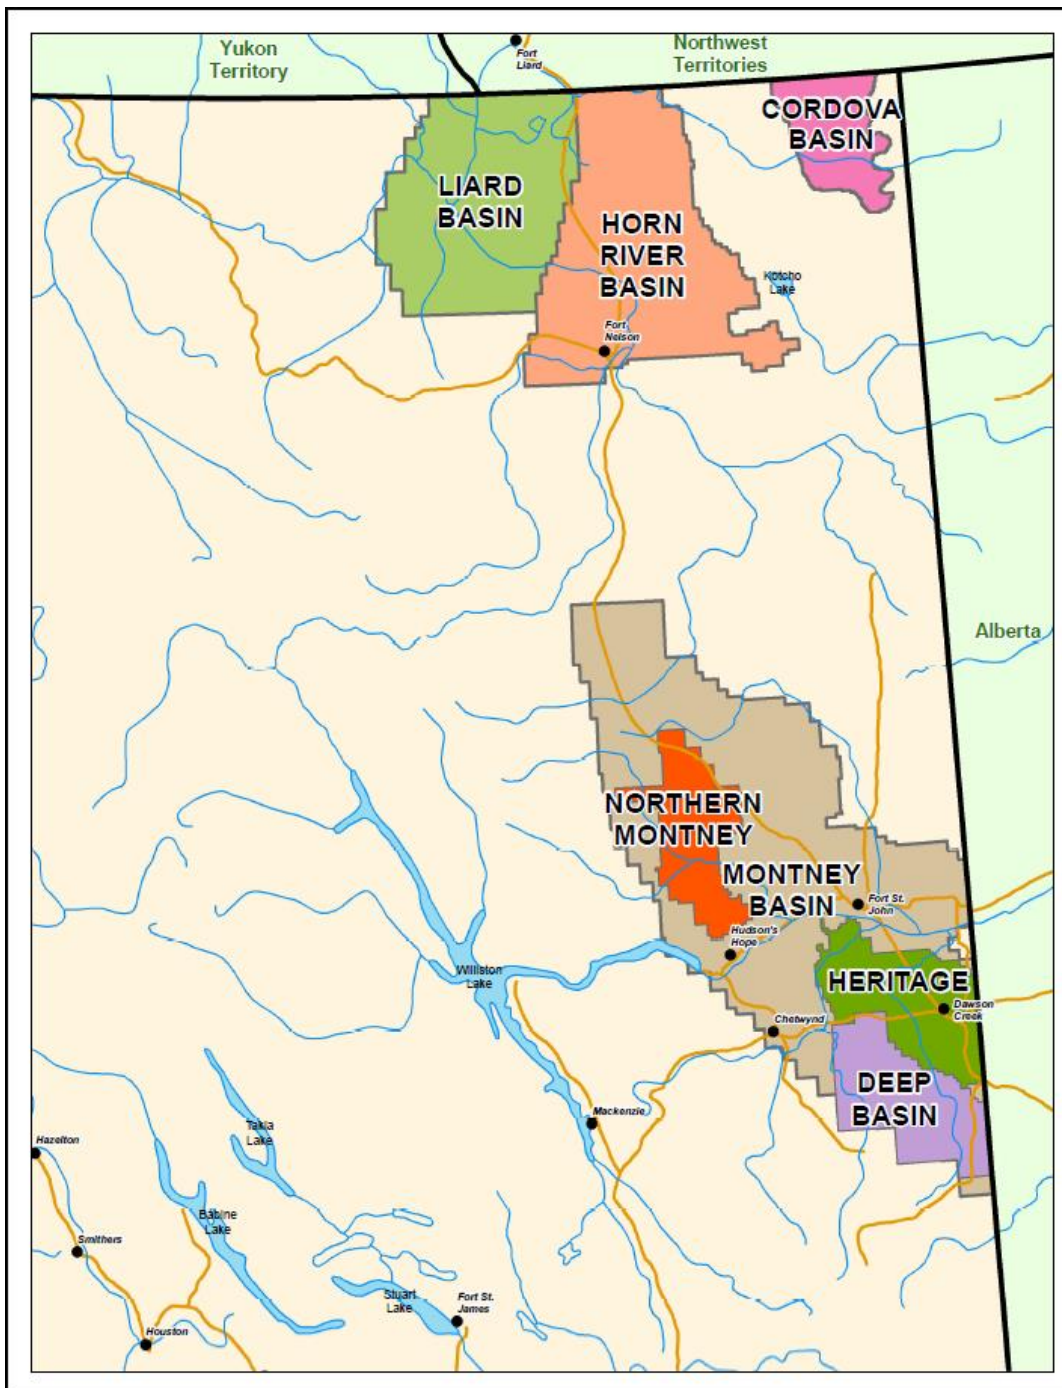 Yukon
Territory
Fort
Liard
Northwest
Territories
CORDOVA
BASIN
LIARD
BASIN
HORN
RIVER
BASIN
Kotcho
Lake
Fort
Nelson
Alberta
NORTHERN
MONTNEY
MONTNEY
BASIN
Fort St.
John
Hudson's
Hope
Williston
Lake
HERITAGE
Dawson
Creek
Chetwynd
DEEP
BASIN
Mackenzie
Takla
Lake
Hazelton
Babine
Lake
Smithers
Stuart
Lake
Fort St.
James
Houston